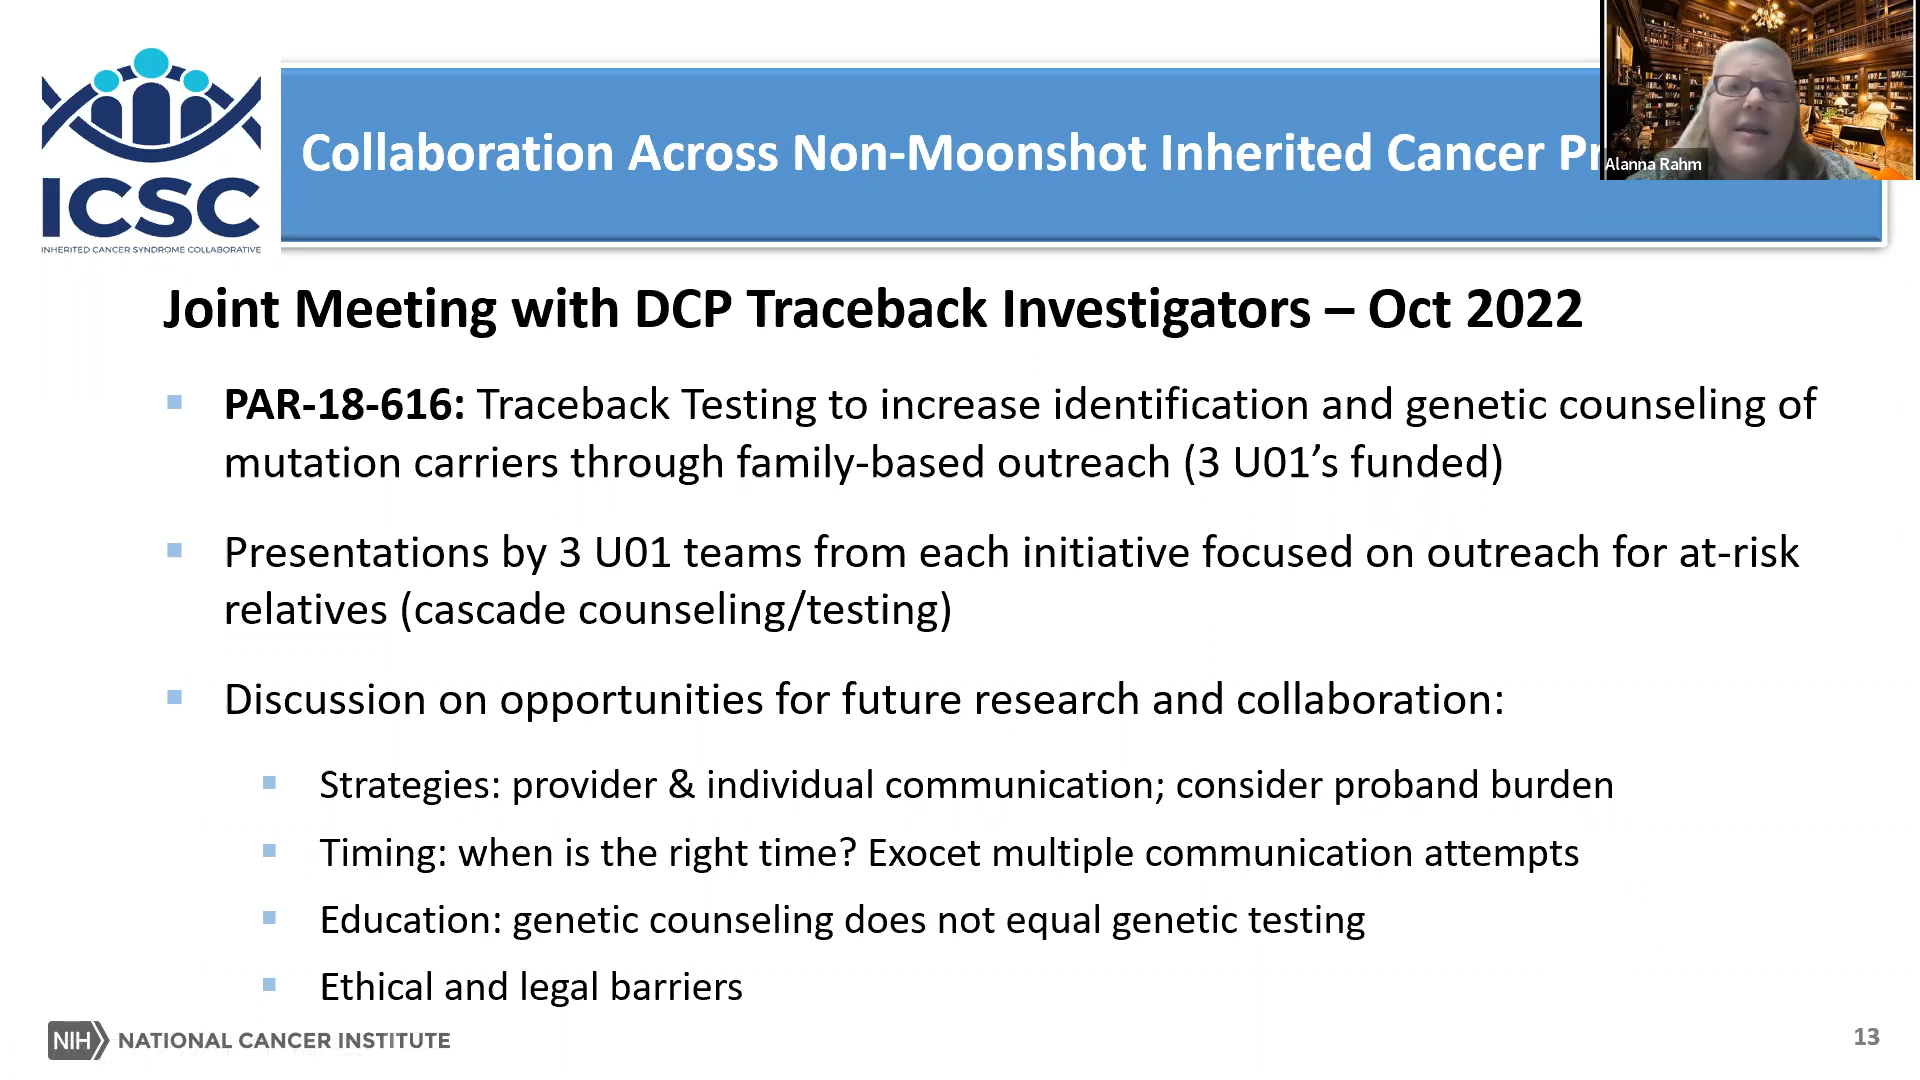 ICSC
INHERITED CANCER SYNDROME COLLABORATIVE
Collaboration Across Non-Moonshot Inherited Cancer
Alanna Rahm
Joint Meeting with DCP Traceback Investigators – Oct 2022
PAR-18-616: Traceback Testing to increase identification and genetic counseling of
mutation carriers through family-based outreach (3 U01’s funded)
Presentations by 3 U01 teams from each initiative focused on outreach for at-risk
relatives (cascade counseling/testing)
Discussion on opportunities for future research and collaboration:
Strategies: provider & individual communication; consider proband burden
Timing: when is the right time? Exocet multiple communication attempts
Education: genetic counseling does not equal genetic testing
Ethical and legal barriers
NIH NATIONAL CANCER INSTITUTE
13